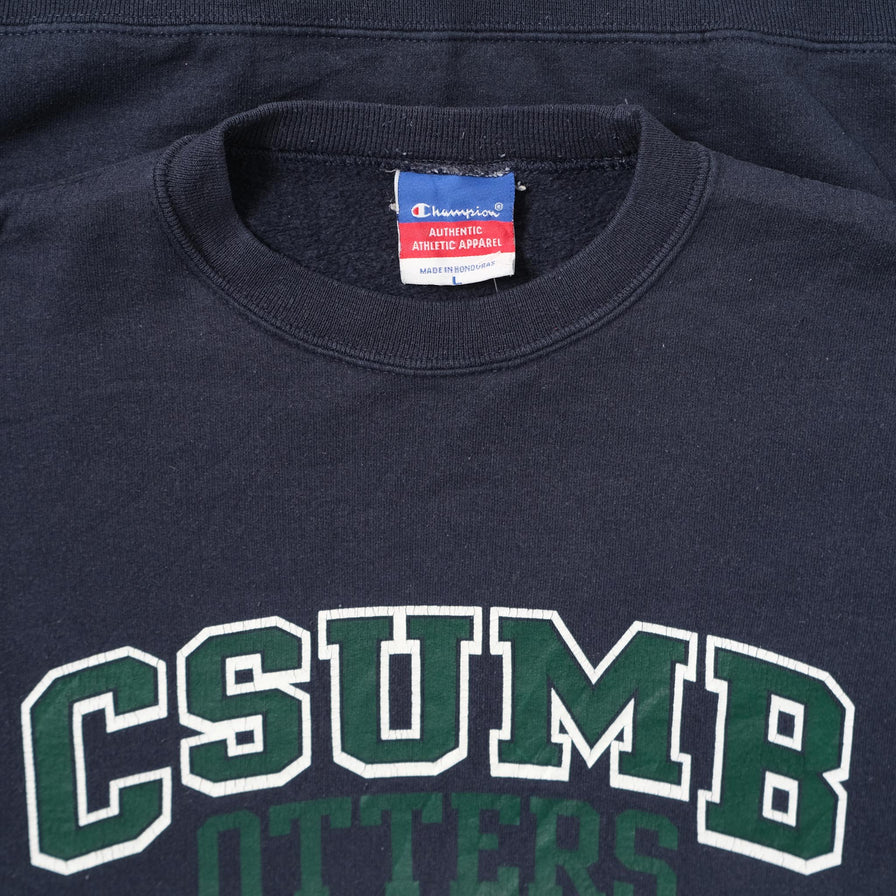 Champion®
AUTHENTIC
ATHLETIC APPAREL
MADE IN HONDURAS
L
CSUMB
OTTERS